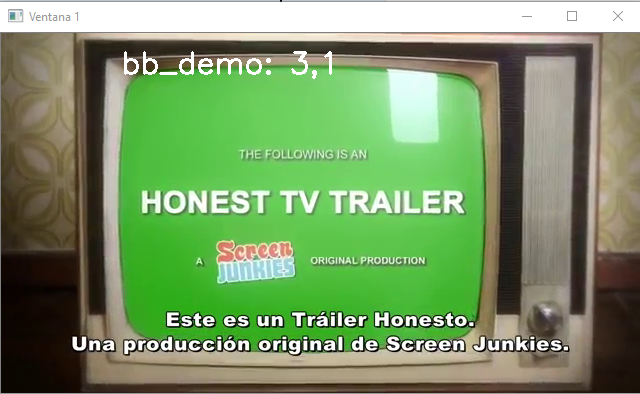 Ventana 1
bb_demo: 3,1
THE FOLLOWING IS AN
HONEST TV TRAILER
A Screen JUNKIES ORIGINAL PRODUCTION
Este es un Tráiler Honesto.
Una producción original de Screen Junkies.